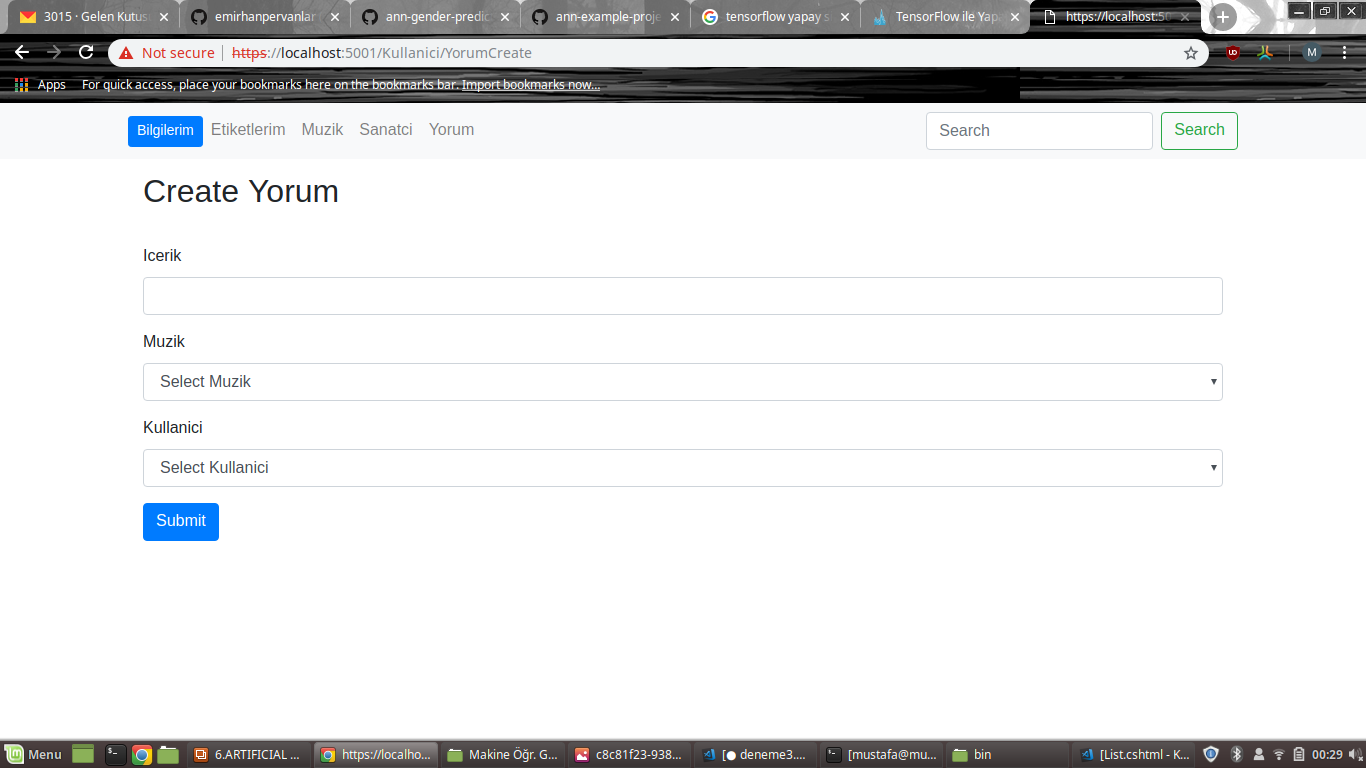 3015 · Gelen Kutus
emirhanpervanlar
ann-gender-predic
ann-example-proje
tensorflow yapay s
TensorFlow ile Yap
https://localhost:50
Not secure
https://localhost:5001/Kullanici/YorumCreate
UD
M
Apps
For quick access, place your bookmarks here on the bookmarks bar. Import bookmarks now...
Bilgilerim
Etiketlerim
Muzik
Sanatci
Yorum
Search
Search
Create Yorum
Icerik
Muzik
Select Muzik
Kullanici
Select Kullanici
Submit
Menu
6.ARTIFICIAL ...
https://localho...
Makine Öğr. G...
c8c81f23-938...
[● deneme3....
[mustafa@mu...
bin
[List.cshtml - K...
00:29